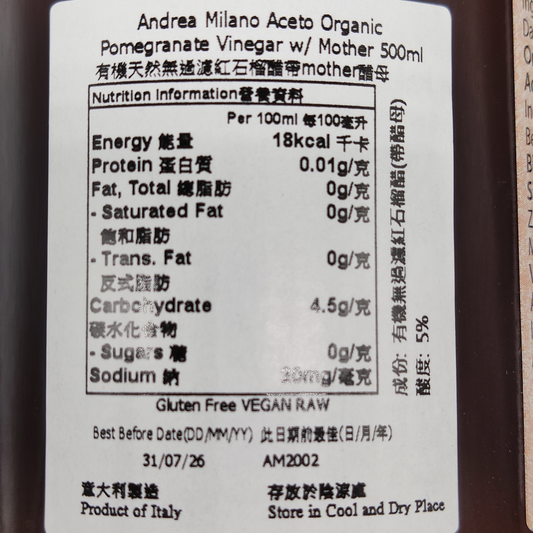 Andrea Milano Aceto Organic
Pomegranate Vinegar w/ Mother 500ml
有機天然無過濾紅石榴醋帶mother醋母
Nutrition Information營養資料
Per 100ml 每100毫升
Energy 能量 18kcal 千卡
Protein 蛋白質 0.01g/克
Fat, Total 總脂肪 0g/克
- Saturated Fat 0g/克
飽和脂肪
- Trans. Fat 0g/克
反式脂肪
Carbohydrate 4.5g/克
碳水化合物
- Sugars 糖 0g/克
Sodium 鈉 mg/毫克
成份: 有機無過濾紅石榴醋(帶醋母)
酸度: 5%
Gluten Free VEGAN RAW
Best Before Date(DD/MM/YY) 此日期前最佳(日/月/年)
31/07/26 AM2002
意大利製造 存放於陰涼處
Product of Italy Store in Cool and Dry Place